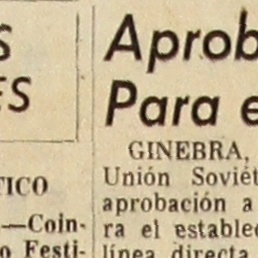 S
ES
TICO
—Coin-
o Festi-
Aprob
Para e
GINEBRA,
Unión Soviét
aprobación a
ra el establec
línea directa